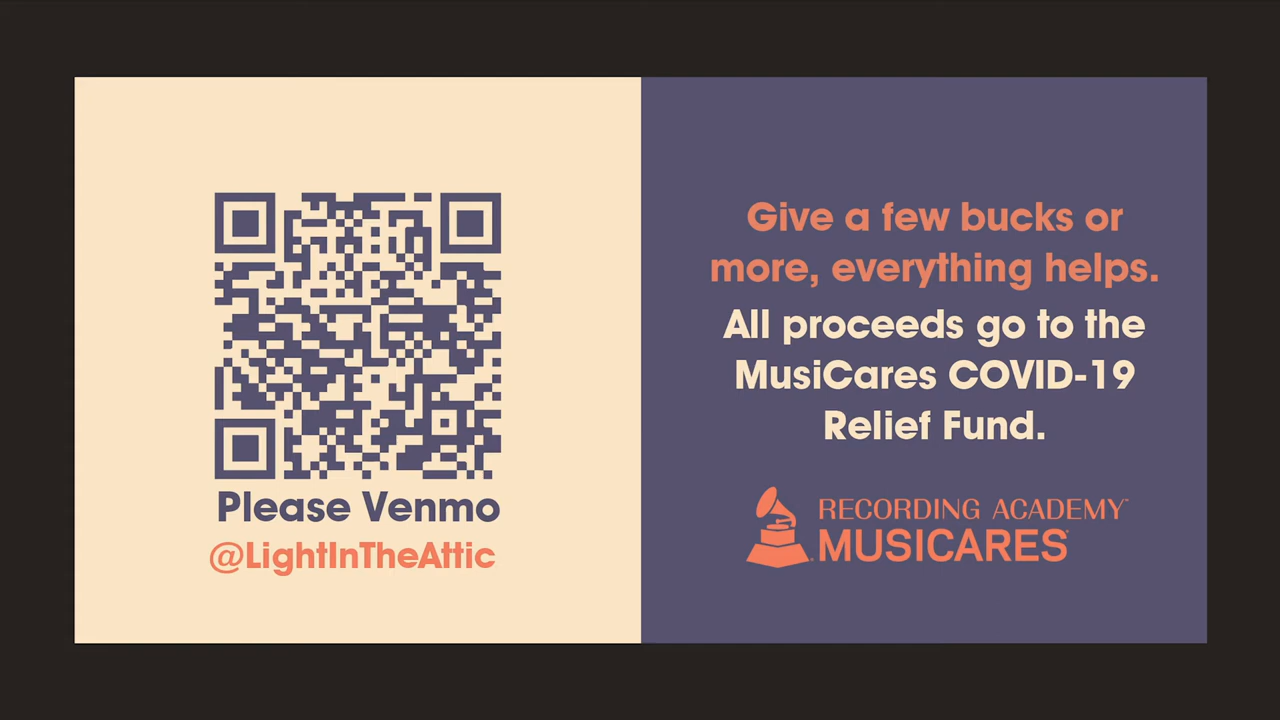 Please Venmo
@LightInTheAttic
Give a few bucks or
more, everything helps.
All proceeds go to the
MusiCares COVID-19
Relief Fund.
RECORDING ACADEMY™
MUSICARES